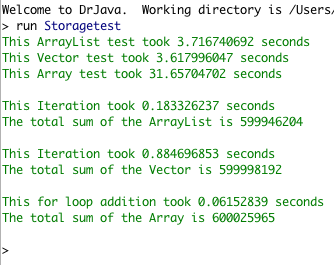 Welcome to DrJava.  Working directory is /Users/
> run Storagetest
This ArrayList test took 3.716740692 seconds
This Vector test took 3.617996047 seconds
This Array test took 31.65704702 seconds
This Iteration took 0.183326237 seconds
The total sum of the ArrayList is 599946204
This Iteration took 0.884696853 seconds
The total sum of the Vector is 599998192
This for loop addition took 0.06152839 seconds
The total sum of the Array is 600025965
>